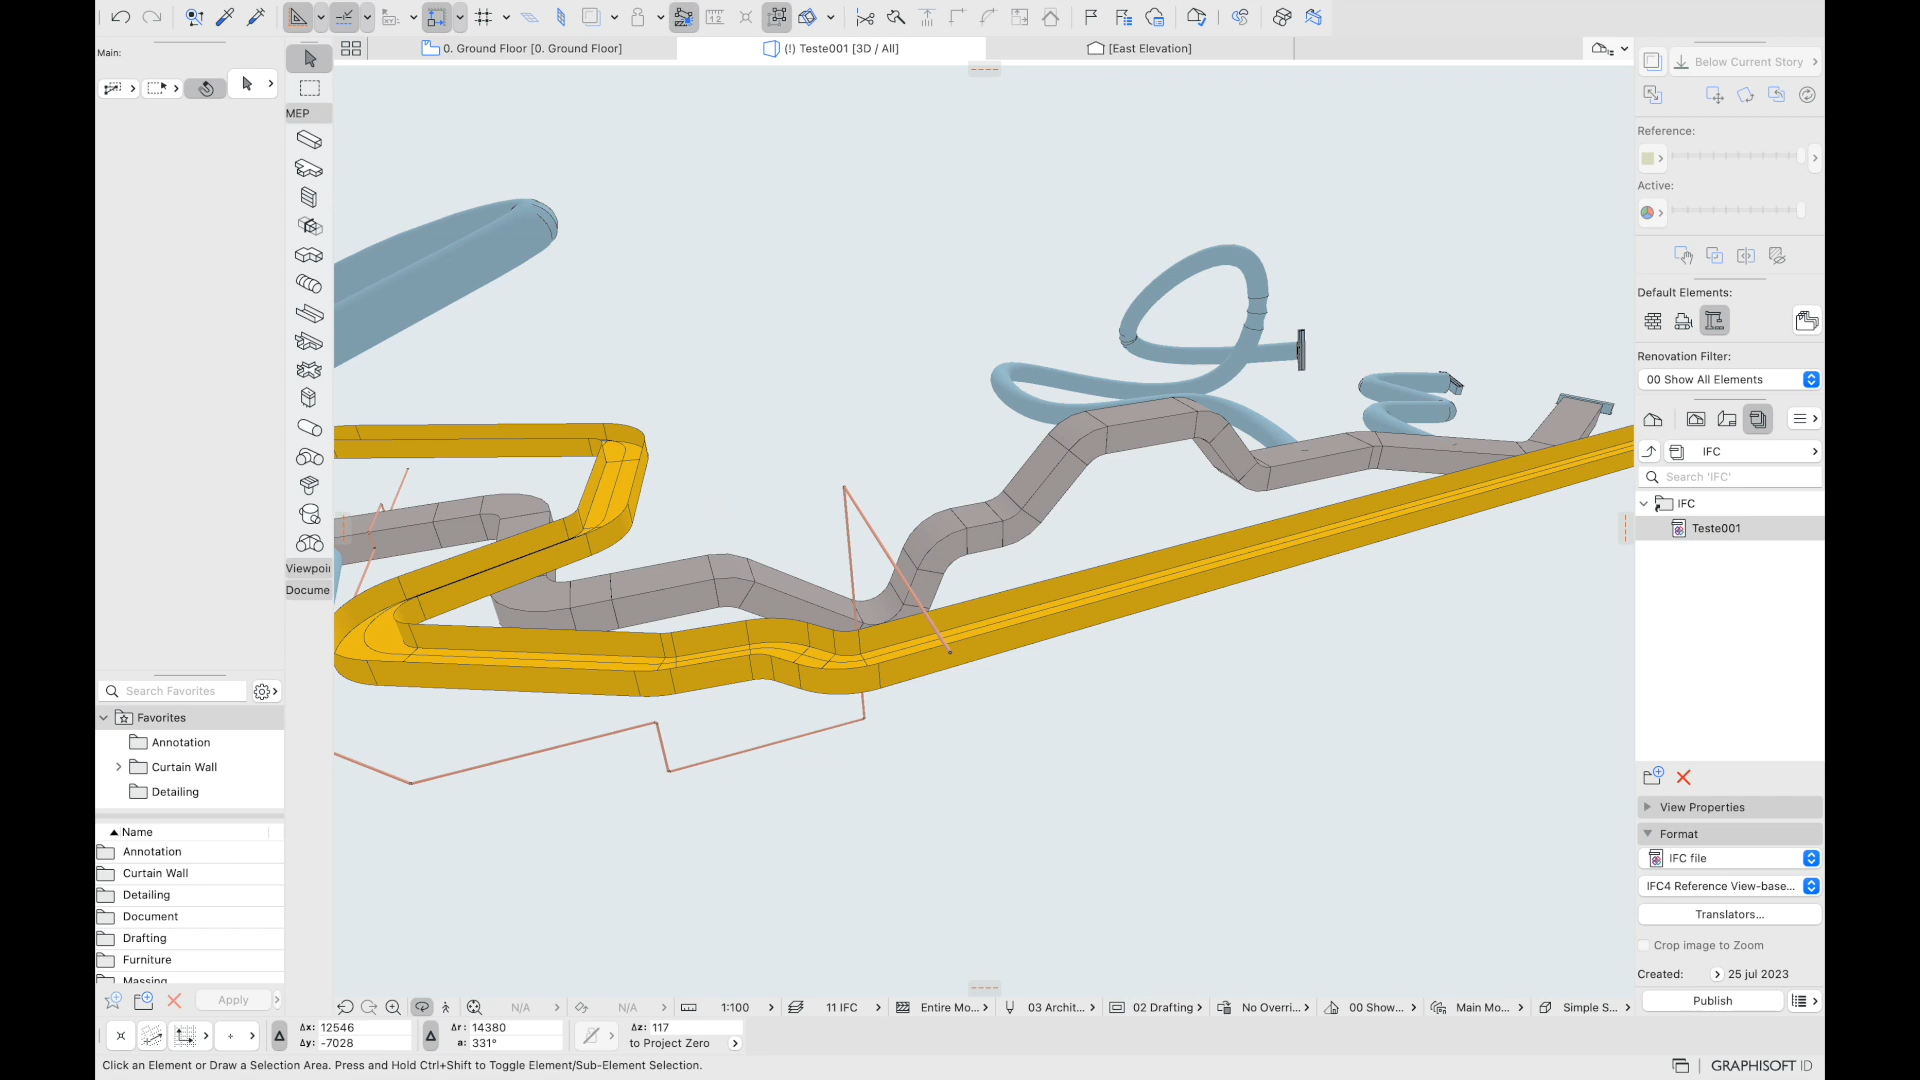 0. Ground Floor [0. Ground Floor]
(!) Teste001 [3D / All]
[East Elevation]
Main:
MEP
Viewpoi
Docume
Below Current Story
Reference:
Active:
Default Elements:
Renovation Filter:
00 Show All Elements
IFC
Search 'IFC'
IFC
Teste001
View Properties
Format
IFC file
IFC4 Reference View-base...
Translators...
Crop image to Zoom
Created:
25 jul 2023
Publish
Search Favorites
Favorites
Annotation
Curtain Wall
Detailing
Name
Annotation
Curtain Wall
Detailing
Document
Drafting
Furniture
Massing
Apply
N/A
N/A
1:100
11 IFC
Entire Mo...
03 Archit...
02 Drafting
No Overri...
00 Show...
Main Mo...
Simple S...
Δx: 12546
Δy: -7028
Δr: 14380
a: 331°
Δz: 117
to Project Zero
Click an Element or Draw a Selection Area. Press and Hold Ctrl+Shift to Toggle Element/Sub-Element Selection.
GRAPHISOFT ID